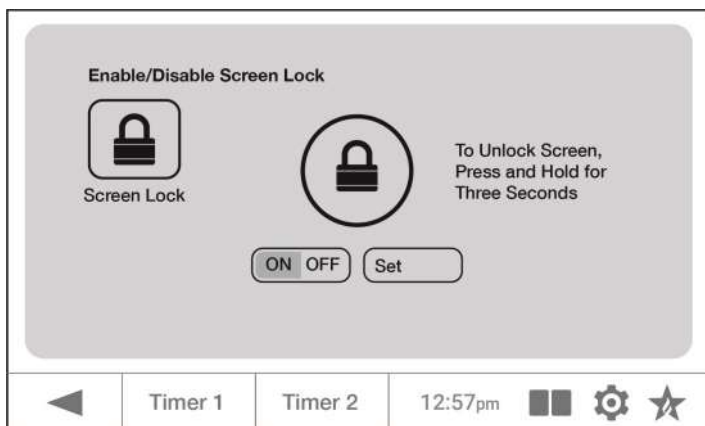 Enable/Disable Screen Lock
To Unlock Screen,
Press and Hold for
Three Seconds
Screen Lock
ON OFF
Set
Timer 1
Timer 2
12:57pm